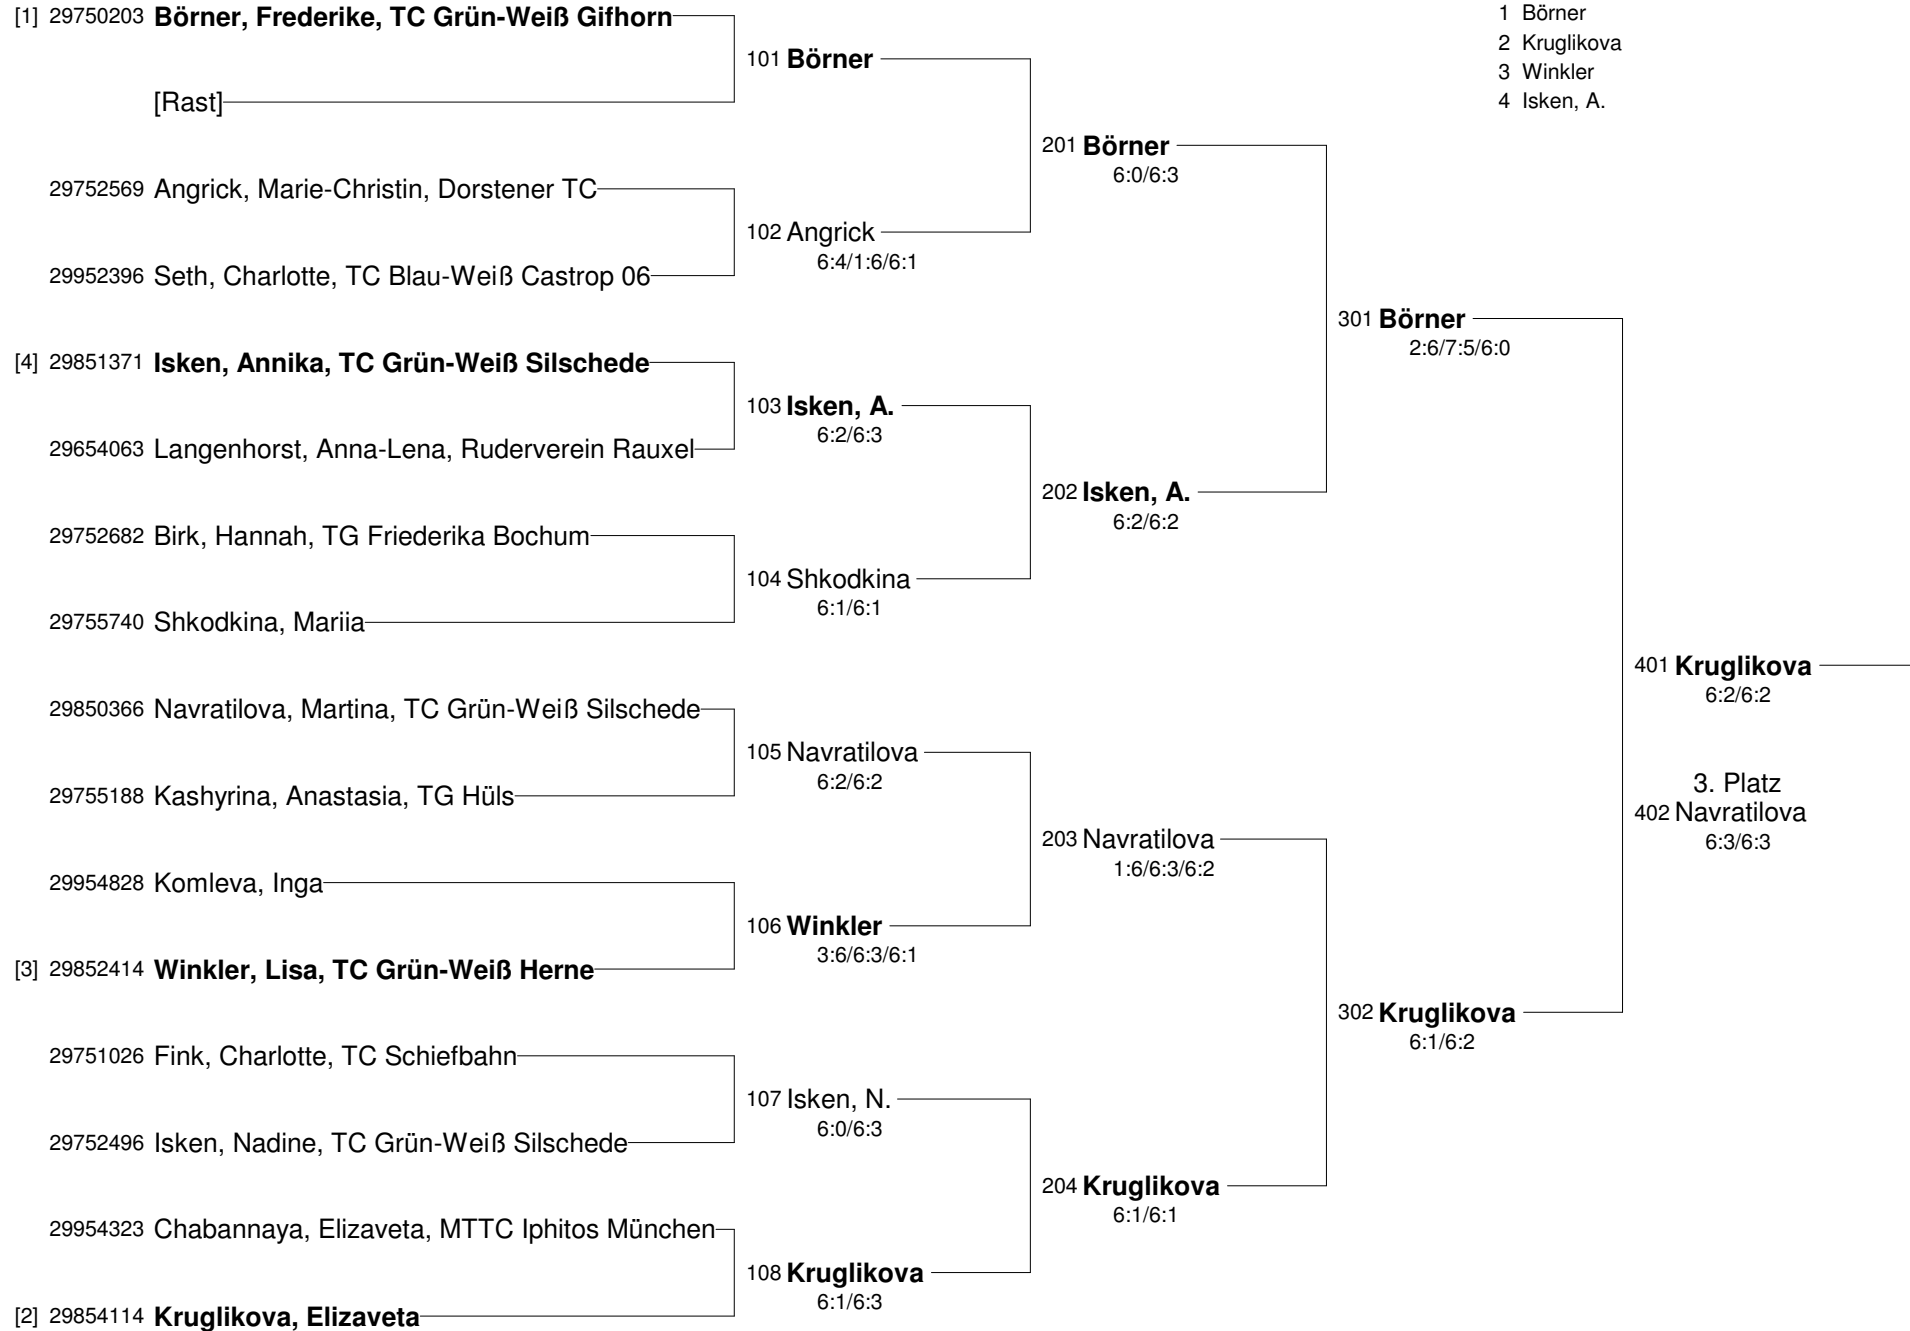 [1] 29750203 Börner, Frederike, TC Grün-Weiß Gifhorn
[Rast]
29752569 Angrick, Marie-Christin, Dorstener TC
29952396 Seth, Charlotte, TC Blau-Weiß Castrop 06
[4] 29851371 Isken, Annika, TC Grün-Weiß Silschede
29654063 Langenhorst, Anna-Lena, Ruderverein Rauxel
29752682 Birk, Hannah, TG Friederika Bochum
29755740 Shkodkina, Mariia
29850366 Navratilova, Martina, TC Grün-Weiß Silschede
29755188 Kashyrina, Anastasia, TG Hüls
29954828 Komleva, Inga
[3] 29852414 Winkler, Lisa, TC Grün-Weiß Herne
29751026 Fink, Charlotte, TC Schiefbahn
29752496 Isken, Nadine, TC Grün-Weiß Silschede
29954323 Chabannaya, Elizaveta, MTTC Iphitos München
[2] 29854114 Kruglikova, Elizaveta
101 Börner
102 Angrick
6:4/1:6/6:1
103 Isken, A.
6:2/6:3
104 Shkodkina
6:1/6:1
105 Navratilova
6:2/6:2
106 Winkler
3:6/6:3/6:1
107 Isken, N.
6:0/6:3
108 Kruglikova
6:1/6:3
201 Börner
6:0/6:3
202 Isken, A.
6:2/6:2
203 Navratilova
1:6/6:3/6:2
204 Kruglikova
6:1/6:1
301 Börner
2:6/7:5/6:0
302 Kruglikova
6:1/6:2
401 Kruglikova
6:2/6:2
3. Platz
402 Navratilova
6:3/6:3
1 Börner
2 Kruglikova
3 Winkler
4 Isken, A.